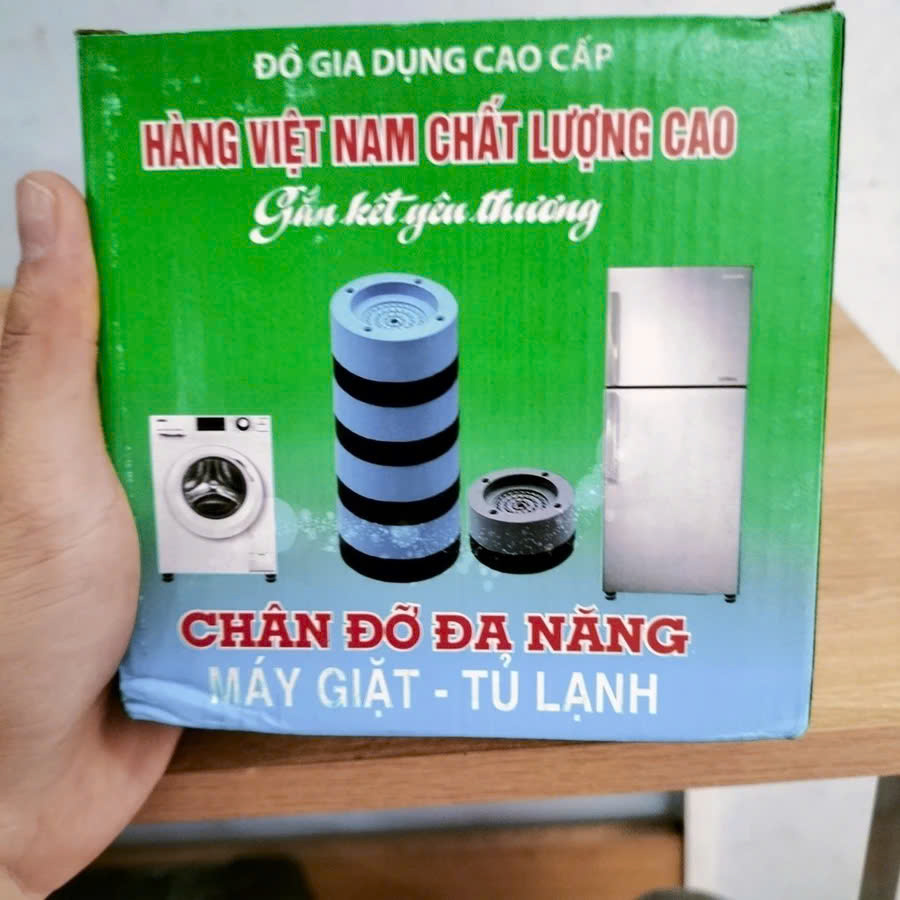 ĐỒ GIA DỤNG CAO CẤP
HÀNG VIỆT NAM CHẤT LƯỢNG CAO
Gắn kết yêu thương
CHÂN ĐỠ ĐA NĂNG
MÁY GIẶT - TỦ LẠNH